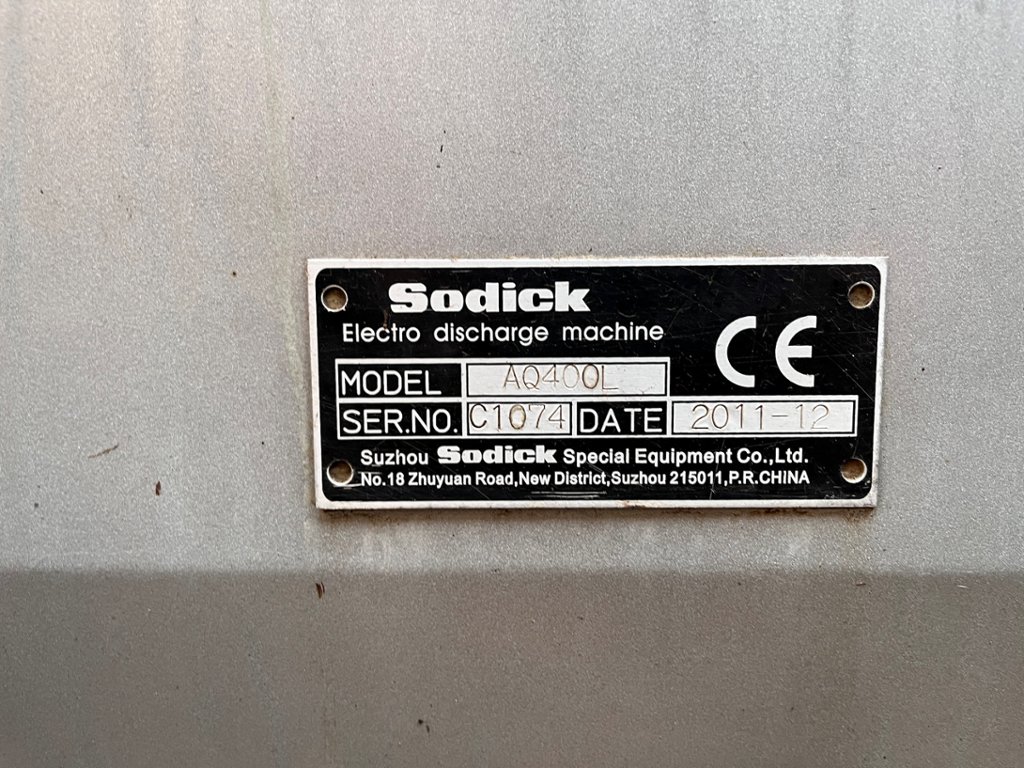 Sodick
Electro discharge machine
CE
MODEL AQ400L
SER.NO. C1074 DATE 2011-12
Suzhou Sodick Special Equipment Co.,Ltd.
No.18 Zhuyuan Road,New District,Suzhou 215011,P.R.CHINA